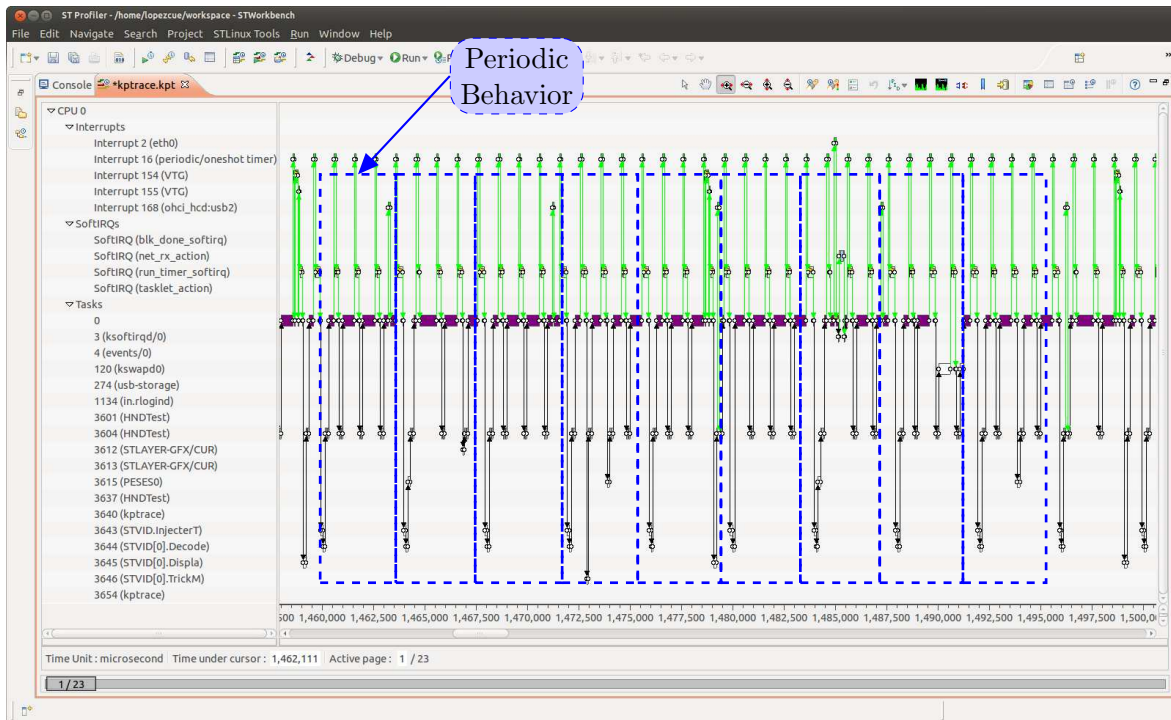 ST Profiler - /home/lopezcue/workspace - STWorkbench
File Edit Navigate Search Project STLinux Tools Run Window Help
Debug Run
Periodic
Behavior
Console *kptrace.kpt
CPU 0
Interrupts
Interrupt 2 (eth0)
Interrupt 16 (periodic/oneshot timer)
Interrupt 154 (VTG)
Interrupt 155 (VTG)
Interrupt 168 (ohci_hcd:usb2)
SoftIRQs
SoftIRQ (blk_done_softirq)
SoftIRQ (net_rx_action)
SoftIRQ (run_timer_softirq)
SoftIRQ (tasklet_action)
Tasks
0
3 (ksoftirqd/0)
4 (events/0)
120 (kswapd0)
274 (usb-storage)
1134 (in.rlogind)
3601 (HNDTest)
3604 (HNDTest)
3612 (STLAYER-GFX/CUR)
3613 (STLAYER-GFX/CUR)
3615 (PESES0)
3637 (HNDTest)
3640 (kptrace)
3643 (STVID.InjecterT)
3644 (STVID[0].Decode)
3645 (STVID[0].Displa)
3646 (STVID[0].TrickM)
3654 (kptrace)
500 1,460,000 1,462,500 1,465,000 1,467,500 1,470,000 1,472,500 1,475,000 1,477,500 1,480,000 1,482,500 1,485,000 1,487,500 1,490,000 1,492,500 1,495,000 1,497,500 1,500,0
Time Unit : microsecond Time under cursor : 1,462,111 Active page : 1 / 23
1 / 23